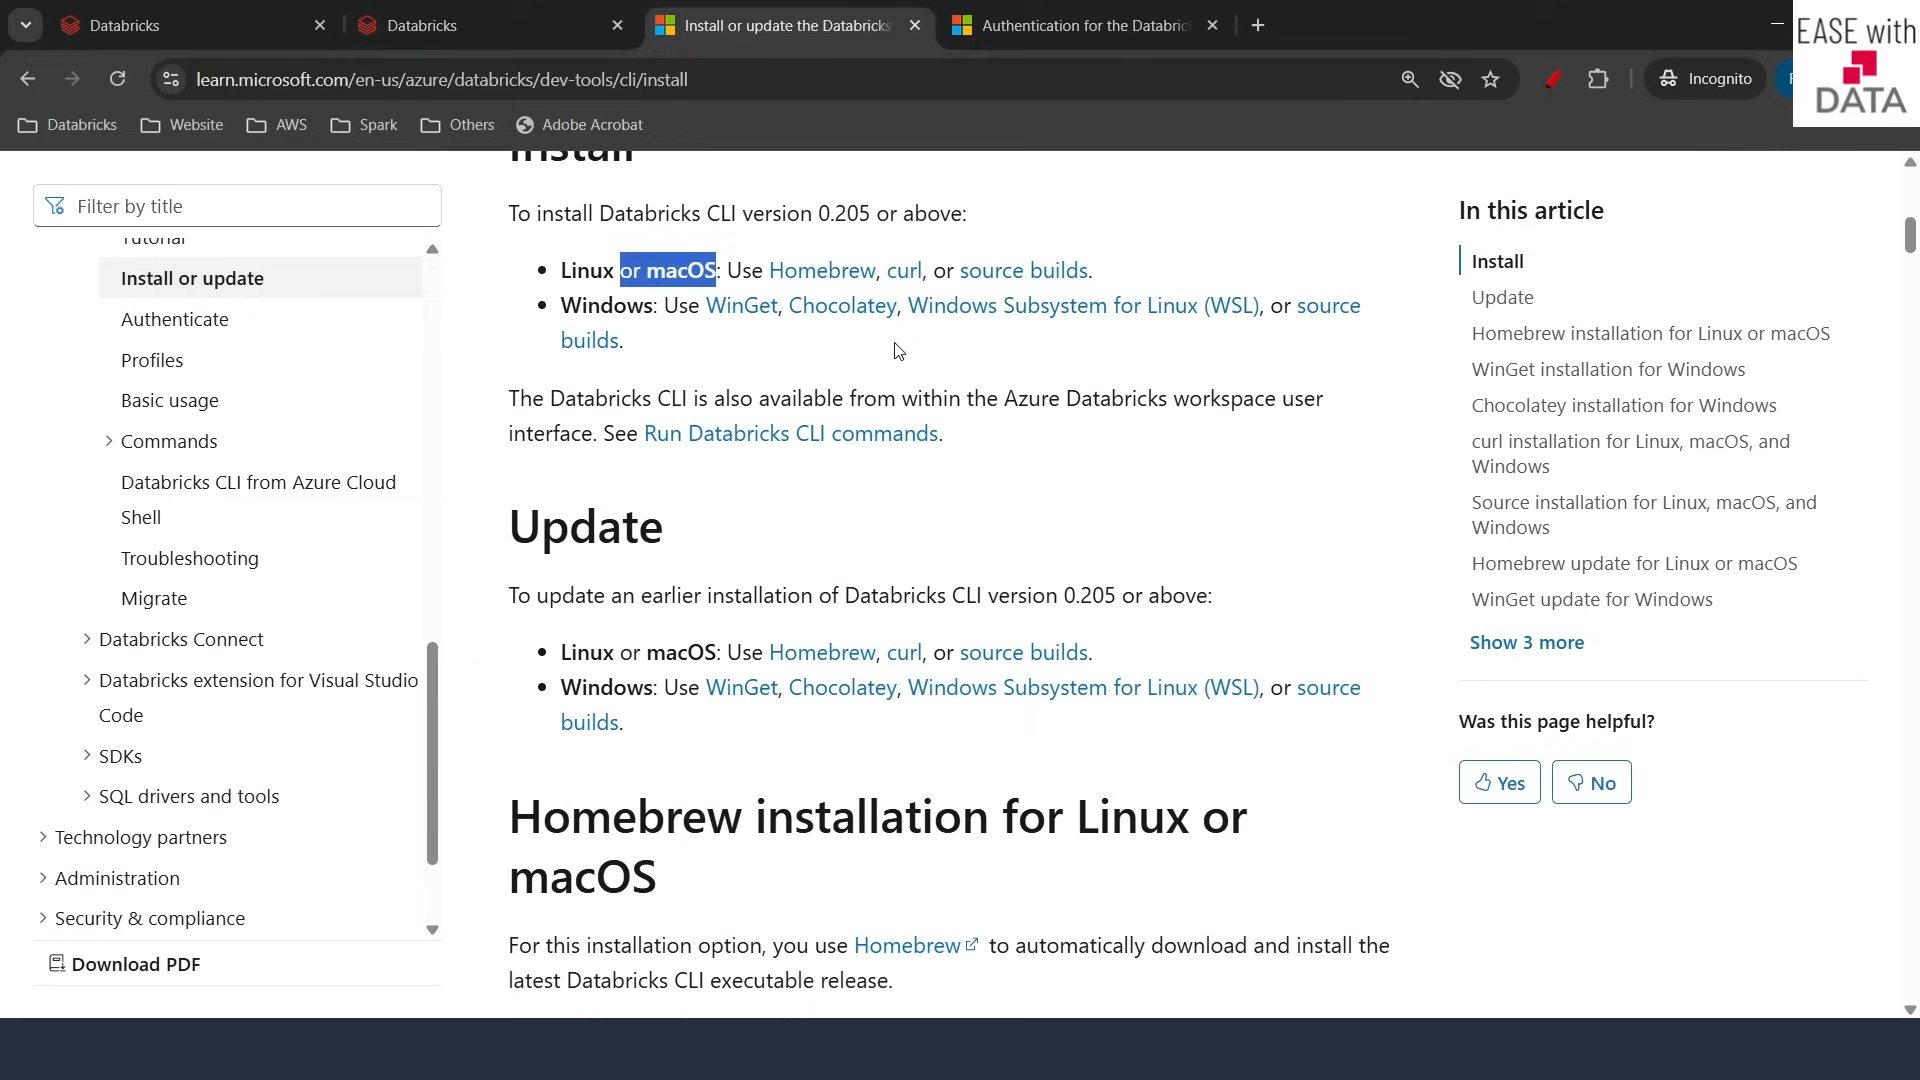 Databricks
Databricks
Install or update the Databricks
Authentication for the Databric
EASE with
DATA
learn.microsoft.com/en-us/azure/databricks/dev-tools/cli/install
Incognito
Databricks
Website
AWS
Spark
Others
Adobe Acrobat
Filter by title
Tutorial
Install or update
Authenticate
Profiles
Basic usage
Commands
Databricks CLI from Azure Cloud
Shell
Troubleshooting
Migrate
Databricks Connect
Databricks extension for Visual Studio
Code
SDKs
SQL drivers and tools
Technology partners
Administration
Security & compliance
Download PDF
Install
To install Databricks CLI version 0.205 or above:
• Linux or macOS: Use Homebrew, curl, or source builds.
• Windows: Use WinGet, Chocolatey, Windows Subsystem for Linux (WSL), or source
builds.
The Databricks CLI is also available from within the Azure Databricks workspace user
interface. See Run Databricks CLI commands.
Update
To update an earlier installation of Databricks CLI version 0.205 or above:
• Linux or macOS: Use Homebrew, curl, or source builds.
• Windows: Use WinGet, Chocolatey, Windows Subsystem for Linux (WSL), or source
builds.
Homebrew installation for Linux or
macOS
For this installation option, you use Homebrew to automatically download and install the
latest Databricks CLI executable release.
In this article
Install
Update
Homebrew installation for Linux or macOS
WinGet installation for Windows
Chocolatey installation for Windows
curl installation for Linux, macOS, and
Windows
Source installation for Linux, macOS, and
Windows
Homebrew update for Linux or macOS
WinGet update for Windows
Show 3 more
Was this page helpful?
Yes
No